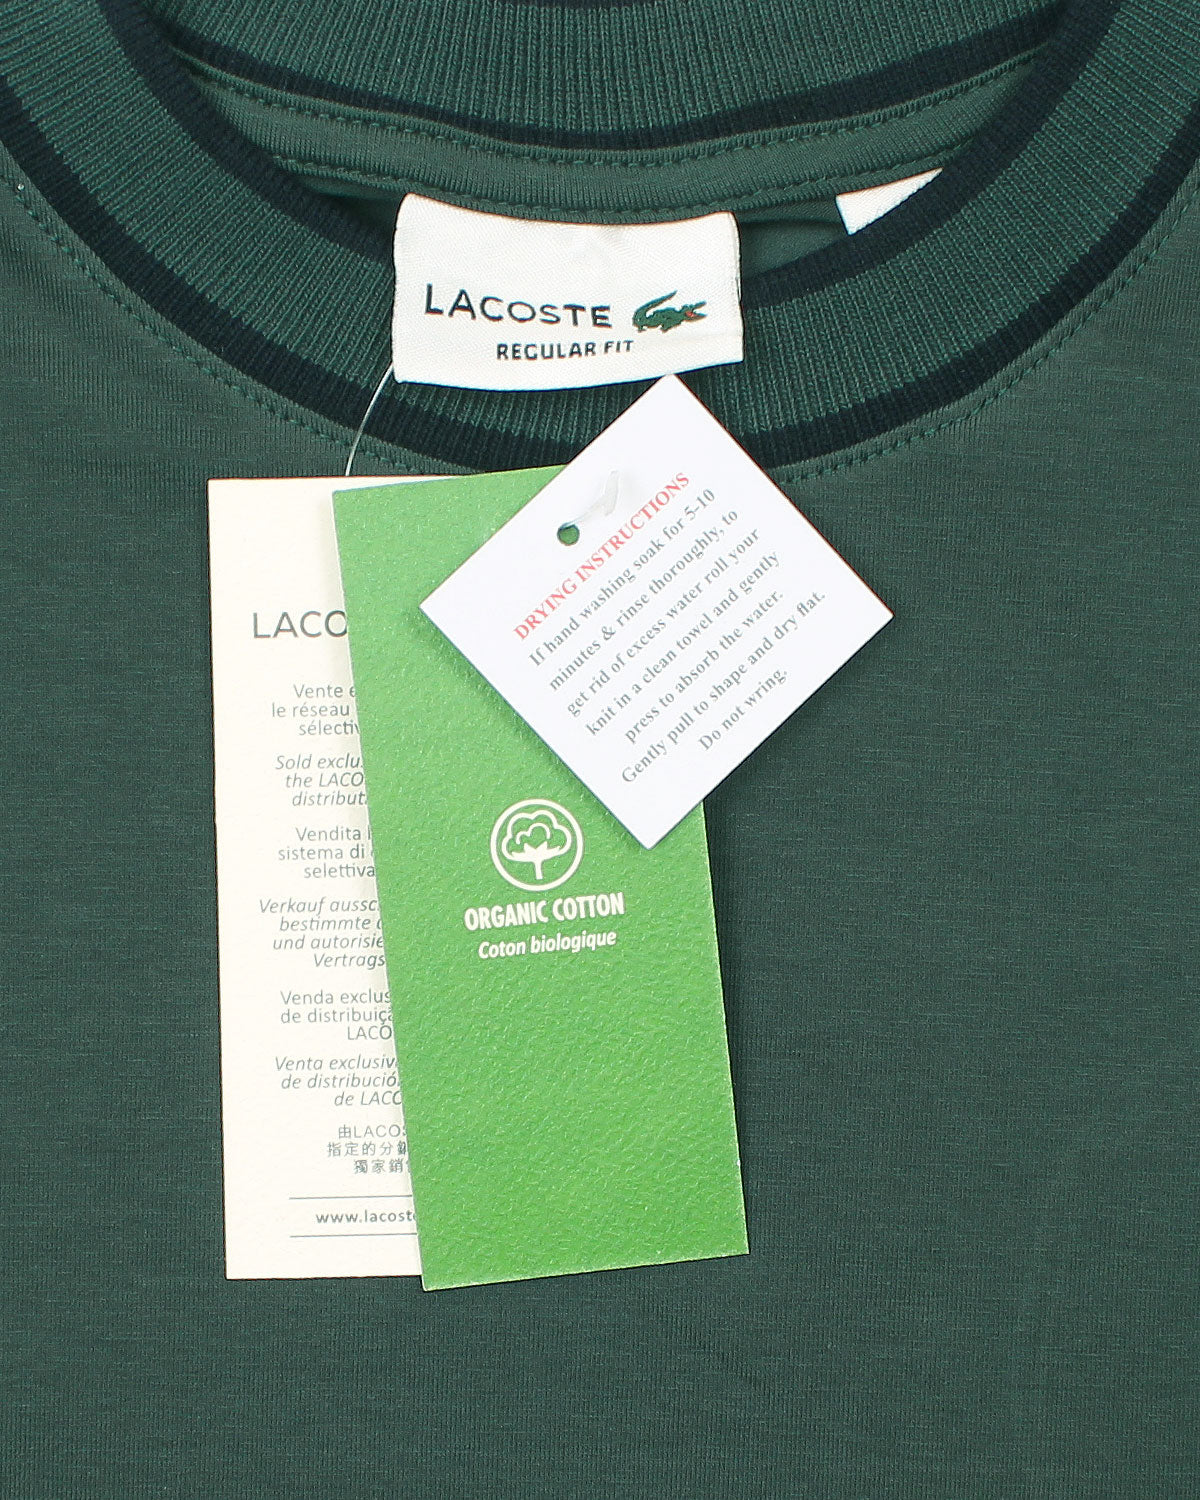 LACOSTE
REGULAR FIT
DRYING INSTRUCTIONS
If hand washing soak for 5-10
minutes & rinse thoroughly, to
get rid of excess water roll your
knit in a clean towel and gently
press to absorb the water.
Gently pull to shape and dry flat.
Do not wring.
ORGANIC COTTON
Coton biologique
LACO
Vente
le réseau
sélectiv
Sold exclu
the LACO
distribut
Vendita
sistema di
selettiva
Verkauf aussc
bestimmte
und autorisie
Vertrags
Venda exclus
de distribuiç
LACO
Venta exclusiv
de distribució
de LACO
由LACOS
指定的分
獨家銷
www.lacoste